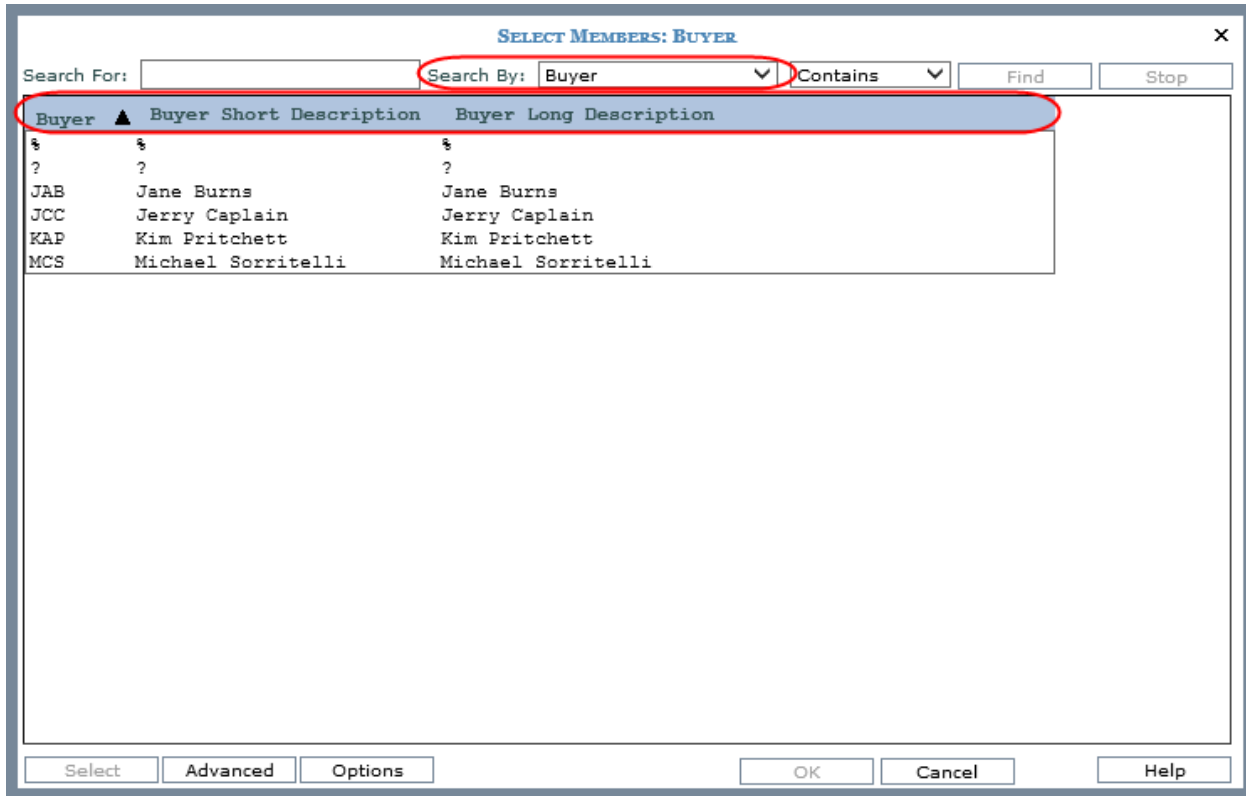 SELECT MEMBERS: BUYER ×
Search For: Search By: Buyer Contains Find Stop
Buyer ▲ Buyer Short Description Buyer Long Description
% % %
? ? ?
JAB Jane Burns Jane Burns
JCC Jerry Caplain Jerry Caplain
KAP Kim Pritchett Kim Pritchett
MCS Michael Sorritelli Michael Sorritelli
Select Advanced Options OK Cancel Help